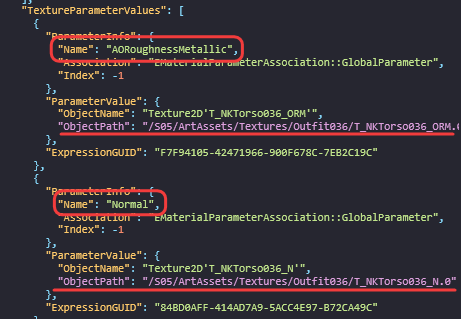 "TextureParameterValues": [
{
"ParameterInfo": {
"Name": "AORoughnessMetallic",
"Association": "EMaterialParameterAssociation::GlobalParameter",
"Index": -1
},
"ParameterValue": {
"ObjectName": "Texture2D'T_NKTorso036_ORM'",
"ObjectPath": "/S05/ArtAssets/Textures/Outfit036/T_NKTorso036_ORM.0
},
"ExpressionGUID": "F7F94105-42471966-900F678C-7EB2C19C"
},
{
"ParameterInfo": {
"Name": "Normal",
"Association": "EMaterialParameterAssociation::GlobalParameter",
"Index": -1
},
"ParameterValue": {
"ObjectName": "Texture2D'T_NKTorso036_N'",
"ObjectPath": "/S05/ArtAssets/Textures/Outfit036/T_NKTorso036_N.0"
},
"ExpressionGUID": "84BD0AFF-414AD7A9-5ACC4E97-B72CA49C"